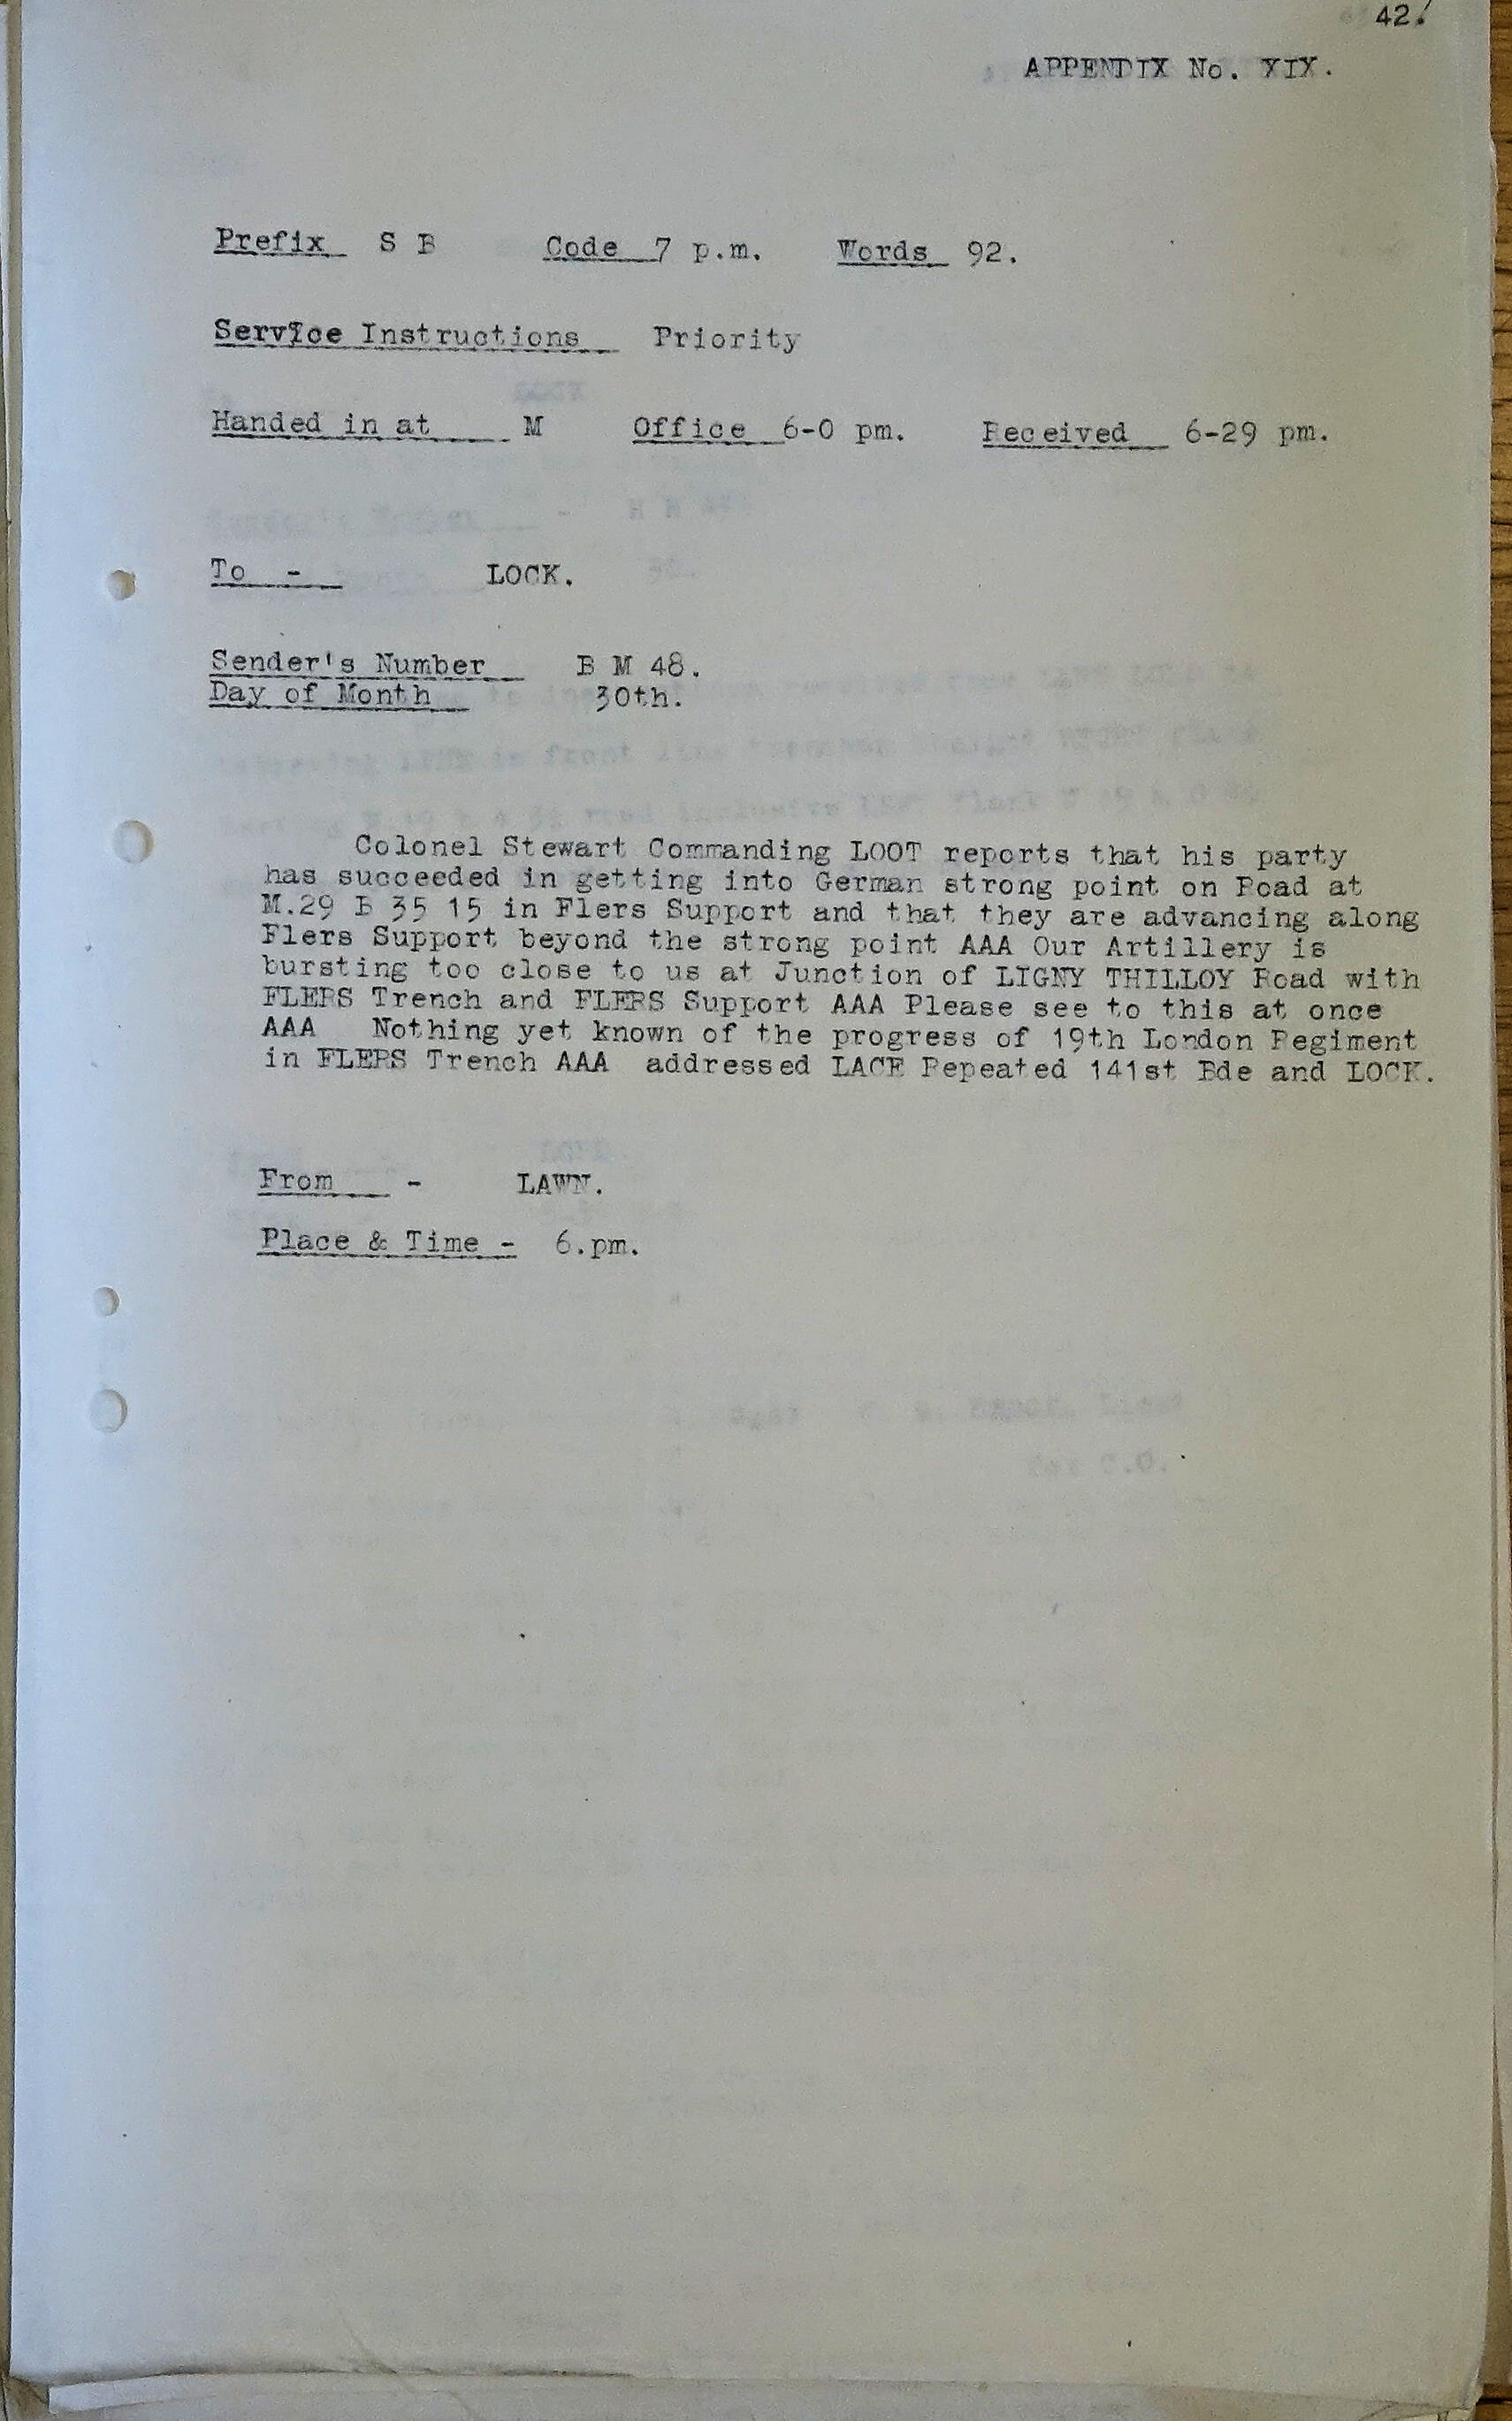 42.
APPENDIX No. XIX.
Prefix S B Code 7 p.m. Words 92.
Service Instructions Priority
Handed in at M Office 6-0 pm. Received 6-29 pm.
To - LOCK.
Sender's Number B M 48.
Day of Month 30th.
Colonel Stewart Commanding LOOT reports that his party
has succeeded in getting into German strong point on Road at
M.29 B 35 15 in Flers Support and that they are advancing along
Flers Support beyond the strong point AAA Our Artillery is
bursting too close to us at Junction of LIGNY THILLOY Road with
FLERS Trench and FLERS Support AAA Please see to this at once
AAA Nothing yet known of the progress of 19th London Regiment
in FLERS Trench AAA addressed LACE Repeated 141st Bde and LOCK.
From - LAWN.
Place & Time - 6.pm.